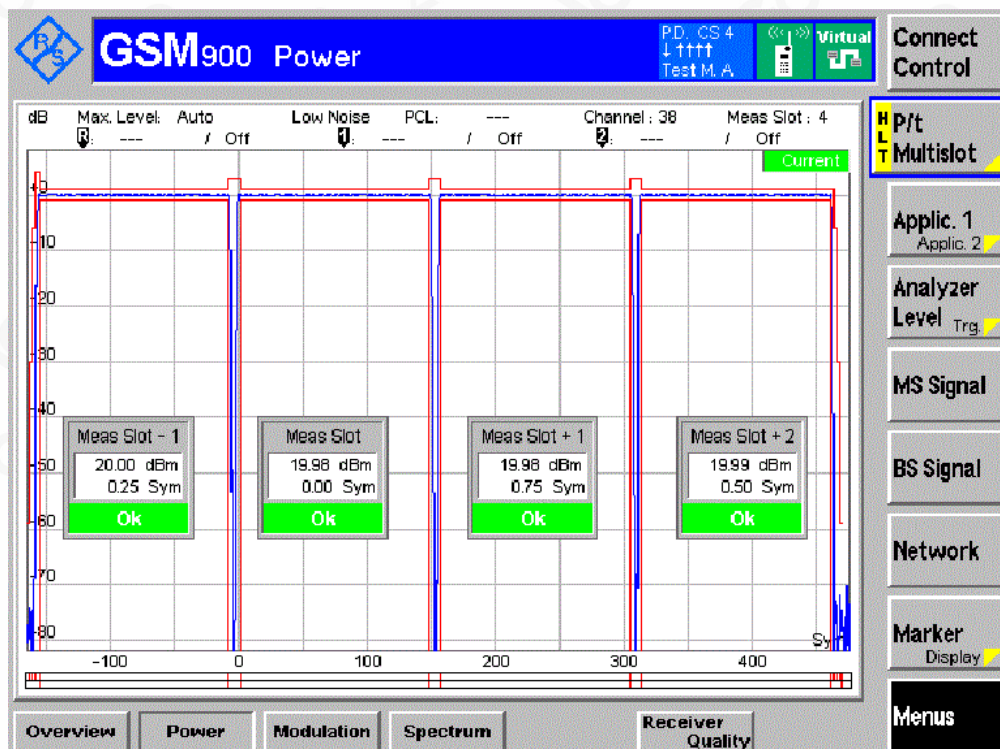 R/S
GSM900 Power
P.D. CS 4
Test M. A
Virtual
Connect Control
dB Max. Level: Auto Low Noise PCL: --- Channel : 38 Meas Slot : 4
R: --- / Off 1: --- / Off 2: --- / Off
Current
HLT
P/t Multislot
Applic. 1
Applic. 2
Analyzer Level Trg.
MS Signal
BS Signal
Network
Marker
Display
Menus
+0
-10
-20
-30
-40
-50
-60
-70
-80
Meas Slot - 1
20.00 dBm
0.25 Sym
Ok
Meas Slot
19.98 dBm
0.00 Sym
Ok
Meas Slot + 1
19.98 dBm
0.75 Sym
Ok
Meas Slot + 2
19.99 dBm
0.50 Sym
Ok
-100 0 100 200 300 400
Overview Power Modulation Spectrum Receiver Quality